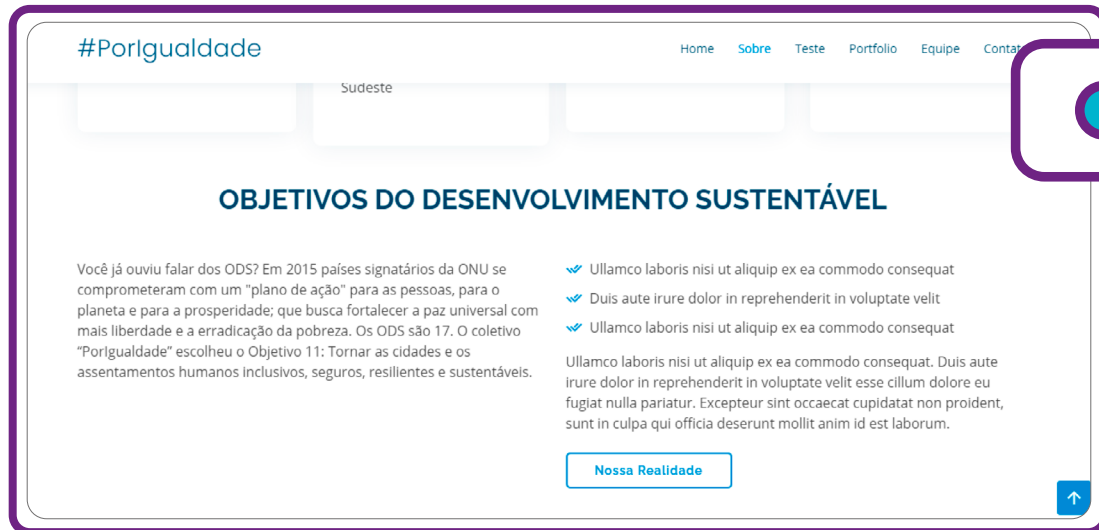 #PorIgualdade
Home Sobre Teste Portfolio Equipe
Sudeste
OBJETIVOS DO DESENVOLVIMENTO SUSTENTÁVEL
Você já ouviu falar dos ODS? Em 2015 países signatários da ONU se
comprometeram com um "plano de ação" para as pessoas, para o
planeta e para a prosperidade; que busca fortalecer a paz universal com
mais liberdade e a erradicação da pobreza. Os ODS são 17. O coletivo
“PorIgualdade” escolheu o Objetivo 11: Tornar as cidades e os
assentamentos humanos inclusivos, seguros, resilientes e sustentáveis.
Ullamco laboris nisi ut aliquip ex ea commodo consequat
Duis aute irure dolor in reprehenderit in voluptate velit
Ullamco laboris nisi ut aliquip ex ea commodo consequat
Ullamco laboris nisi ut aliquip ex ea commodo consequat. Duis aute
irure dolor in reprehenderit in voluptate velit esse cillum dolore eu
fugiat nulla pariatur. Excepteur sint occaecat cupidatat non proident,
sunt in culpa qui officia deserunt mollit anim id est laborum.
Nossa Realidade